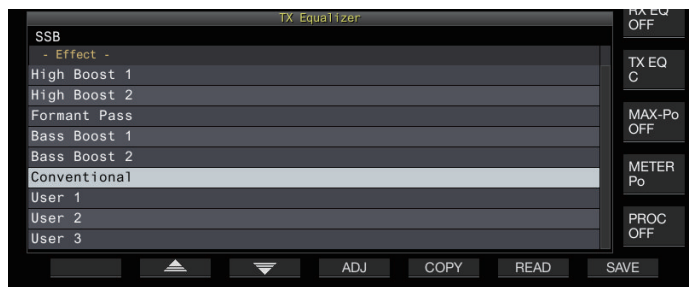 TX Equalizer
SSB
- Effect -
High Boost 1
High Boost 2
Formant Pass
Bass Boost 1
Bass Boost 2
Conventional
User 1
User 2
User 3
RX EQ
OFF
TX EQ
C
MAX-Po
OFF
METER
Po
PROC
OFF
ADJ
COPY
READ
SAVE